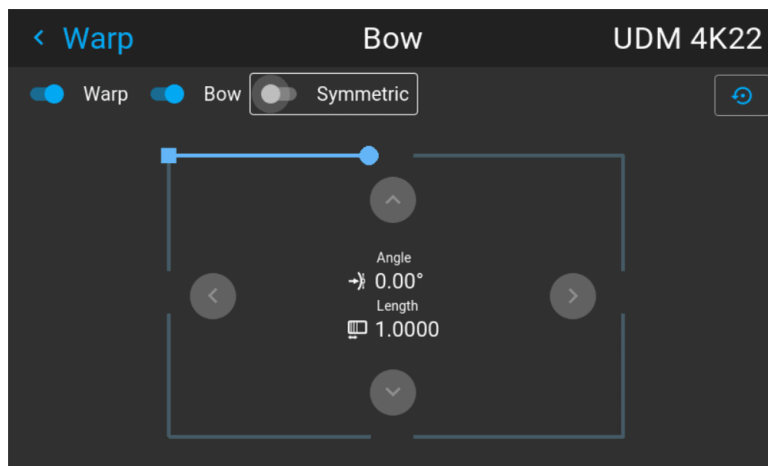 Warp Bow UDM 4K22
Warp Bow Symmetric
Angle
0.00°
Length
1.0000